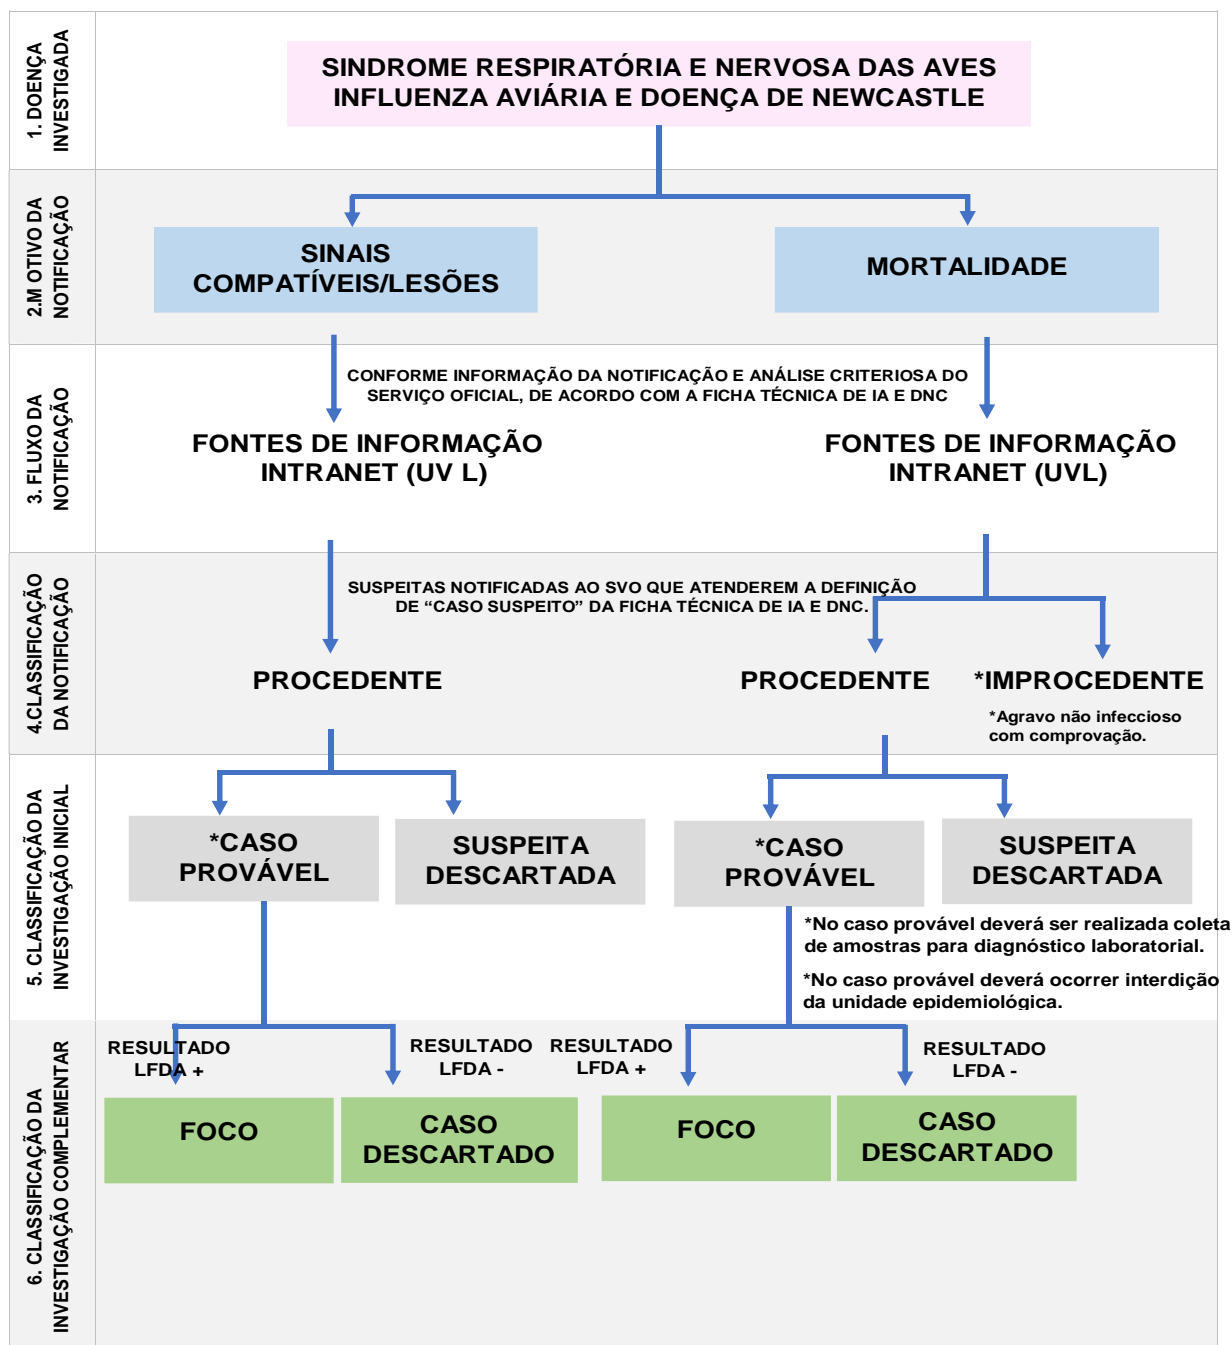 1. DOENÇA
INVESTIGADA
SINDROME RESPIRATÓRIA E NERVOSA DAS AVES
INFLUENZA AVIÁRIA E DOENÇA DE NEWCASTLE
2.M OTIVO DA
NOTIFICAÇÃO
SINAIS
COMPATÍVEIS/LESÕES
MORTALIDADE
3. FLUXO DA
NOTIFICAÇÃO
CONFORME INFORMAÇÃO DA NOTIFICAÇÃO E ANÁLISE CRITERIOSA DO
SERVIÇO OFICIAL, DE ACORDO COM A FICHA TÉCNICA DE IA E DNC
FONTES DE INFORMAÇÃO
INTRANET (UV L)
FONTES DE INFORMAÇÃO
INTRANET (UVL)
4.CLASSIFICAÇÃO
DA NOTIFICAÇÃO
SUSPEITAS NOTIFICADAS AO SVO QUE ATENDEREM A DEFINIÇÃO
DE “CASO SUSPEITO” DA FICHA TÉCNICA DE IA E DNC.
PROCEDENTE
PROCEDENTE
*IMPROCEDENTE
*Agravo não infeccioso
com comprovação.
5. CLASSIFICAÇÃO DA
INVESTIGAÇÃO INICIAL
*CASO
PROVÁVEL
SUSPEITA
DESCARTADA
*CASO
PROVÁVEL
SUSPEITA
DESCARTADA
*No caso provável deverá ser realizada coleta
de amostras para diagnóstico laboratorial.
*No caso provável deverá ocorrer interdição
da unidade epidemiológica.
6. CLASSIFICAÇÃO DA
INVESTIGAÇÃO COMPLEMENTAR
RESULTADO
LFDA +
RESULTADO
LFDA -
RESULTADO
LFDA +
RESULTADO
LFDA -
FOCO
CASO
DESCARTADO
FOCO
CASO
DESCARTADO